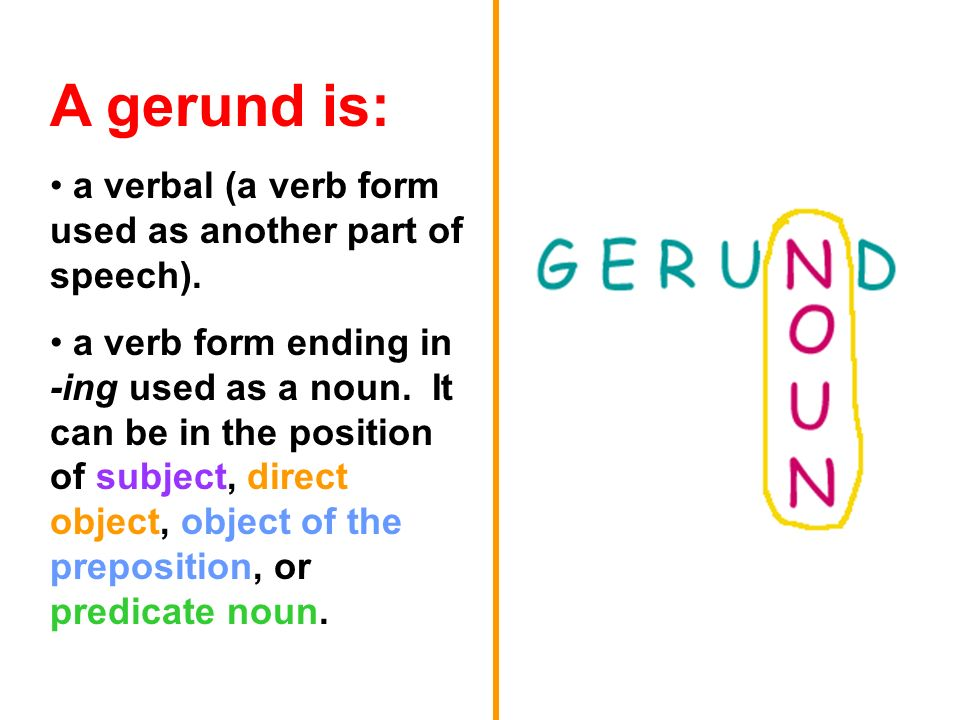 A gerund is:
• a verbal (a verb form
used as another part of
speech).
• a verb form ending in
-ing used as a noun.  It
can be in the position
of subject, direct
object, object of the
preposition, or
predicate noun.
GERUND
O
U
N